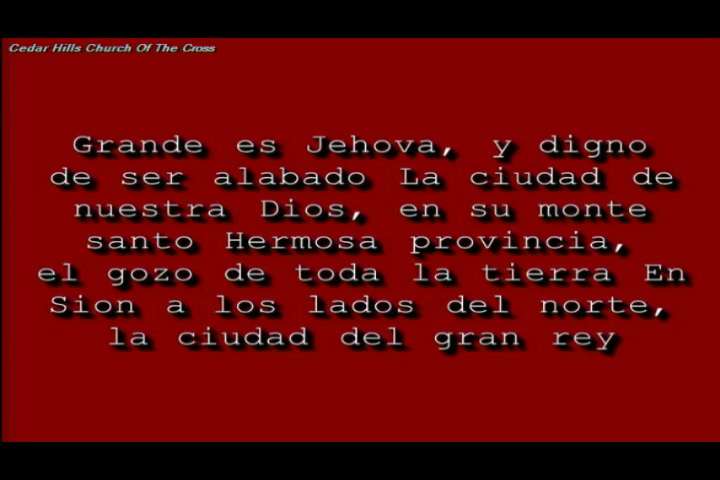 Cedar Hills Church Of The Cross
Grande es Jehova, y digno
de ser alabado La ciudad de
nuestra Dios, en su monte
santo Hermosa provincia,
el gozo de toda la tierra En
Sion a los lados del norte,
la ciudad del gran rey